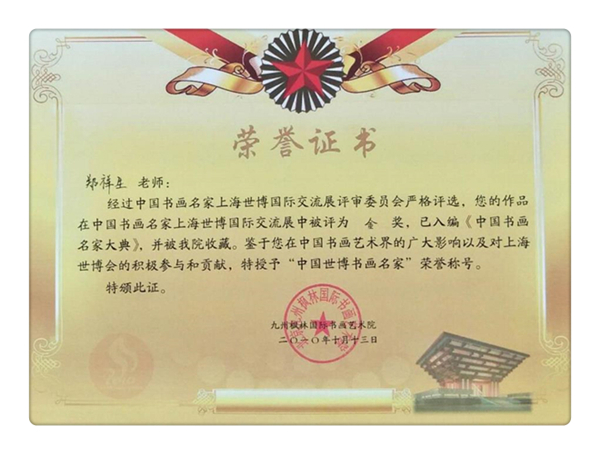 荣誉证书
郑祥星 老师：
经过中国书画名家上海世博国际交流展评审委员会严格评选，您的作品
在中国书画名家上海世博国际交流展中被评为 金 奖，已入编《中国书画
名家大典》，并被我院收藏。鉴于您在中国书画艺术界的广大影响以及对上海
世博会的积极参与和贡献，特授予“中国世博书画名家”荣誉称号。
特颁此证。
九州枫林国际书画艺术院
二〇一〇年十月十三日